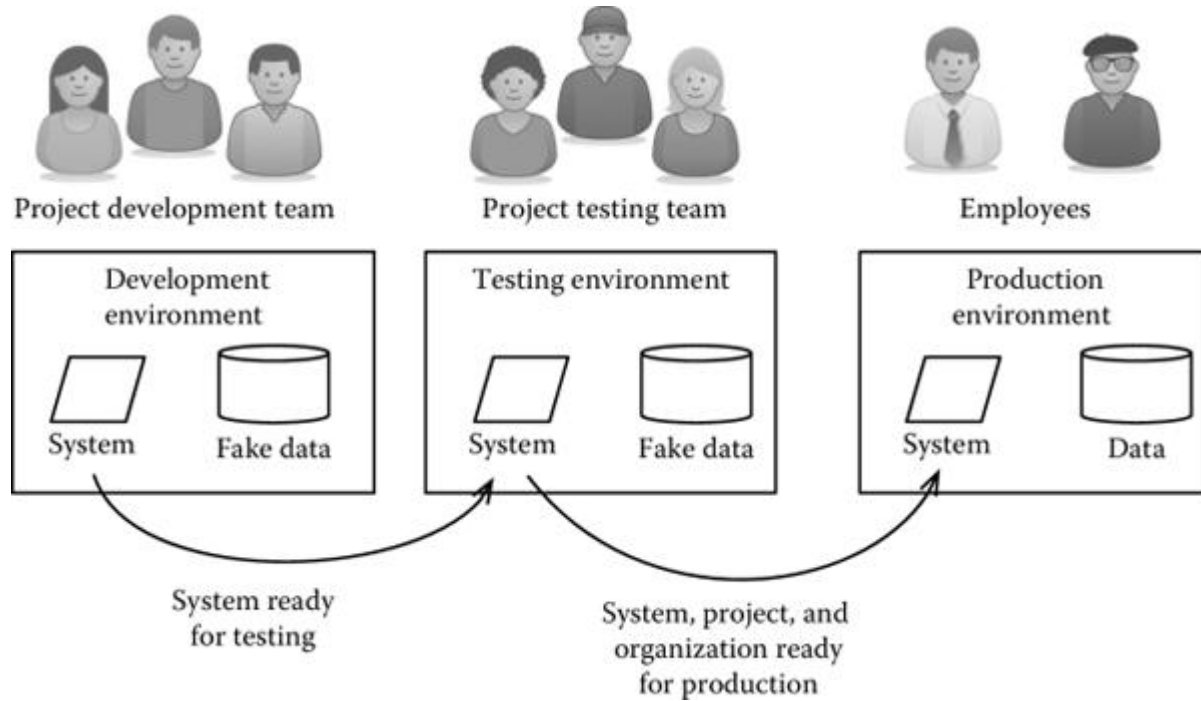 Project development team
Project testing team
Employees
Development
environment
System
Fake data
Testing environment
System
Fake data
Production
environment
System
Data
System ready
for testing
System, project, and
organization ready
for production